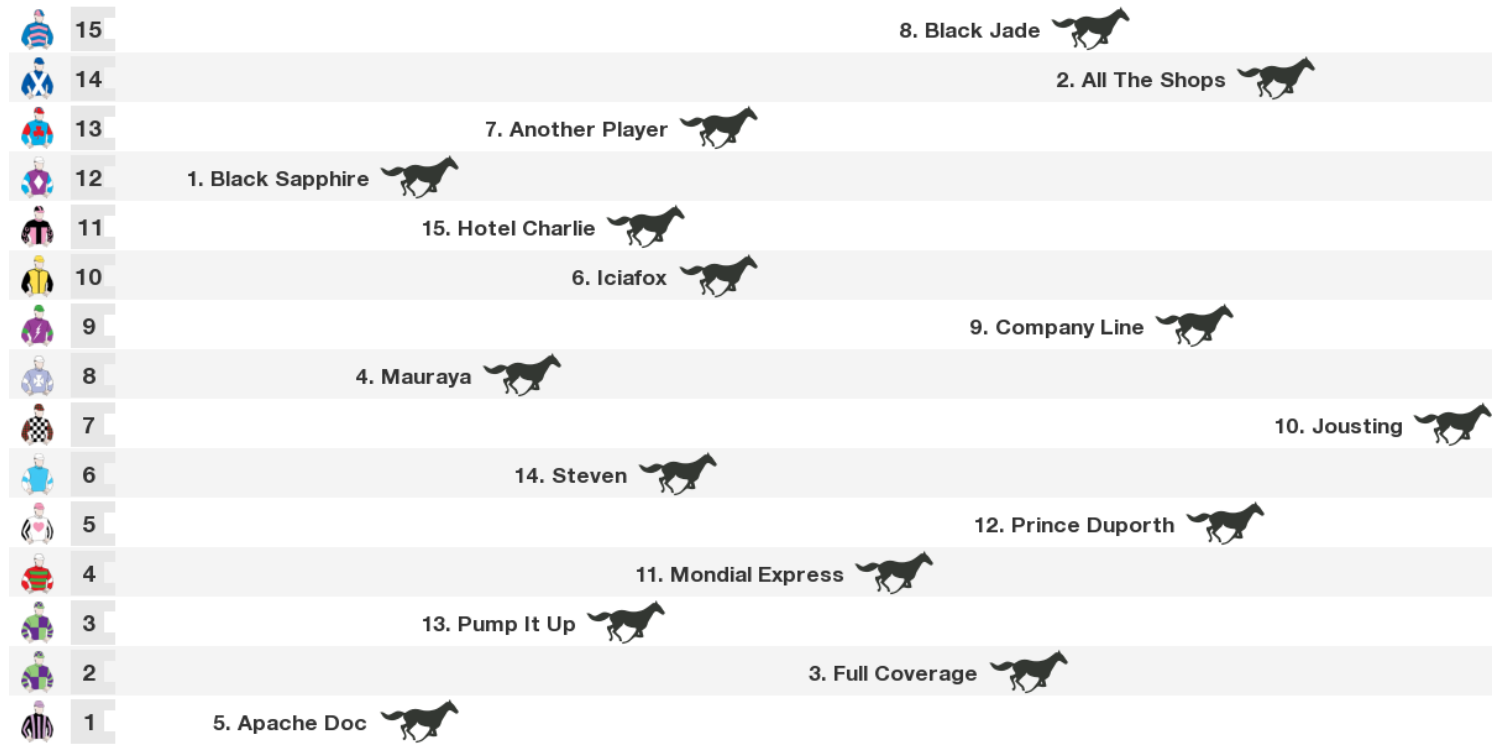 15 8. Black Jade
14 2. All The Shops
13 7. Another Player
12 1. Black Sapphire
11 15. Hotel Charlie
10 6. Iciafox
9 9. Company Line
8 4. Mauraya
7 10. Jousting
6 14. Steven
5 12. Prince Duporth
4 11. Mondial Express
3 13. Pump It Up
2 3. Full Coverage
1 5. Apache Doc